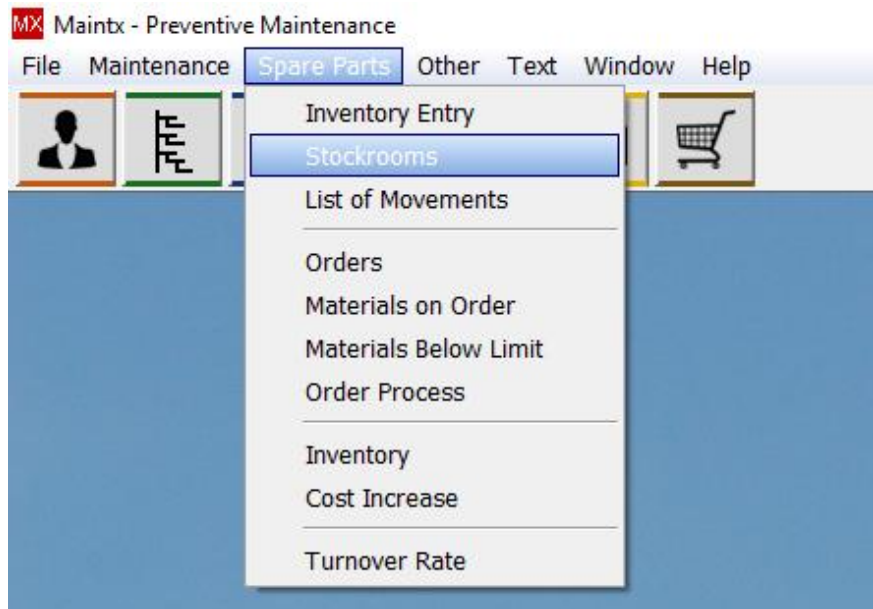 MX Maintx - Preventive Maintenance
File Maintenance Spare Parts Other Text Window Help
Inventory Entry
Stockrooms
List of Movements
Orders
Materials on Order
Materials Below Limit
Order Process
Inventory
Cost Increase
Turnover Rate